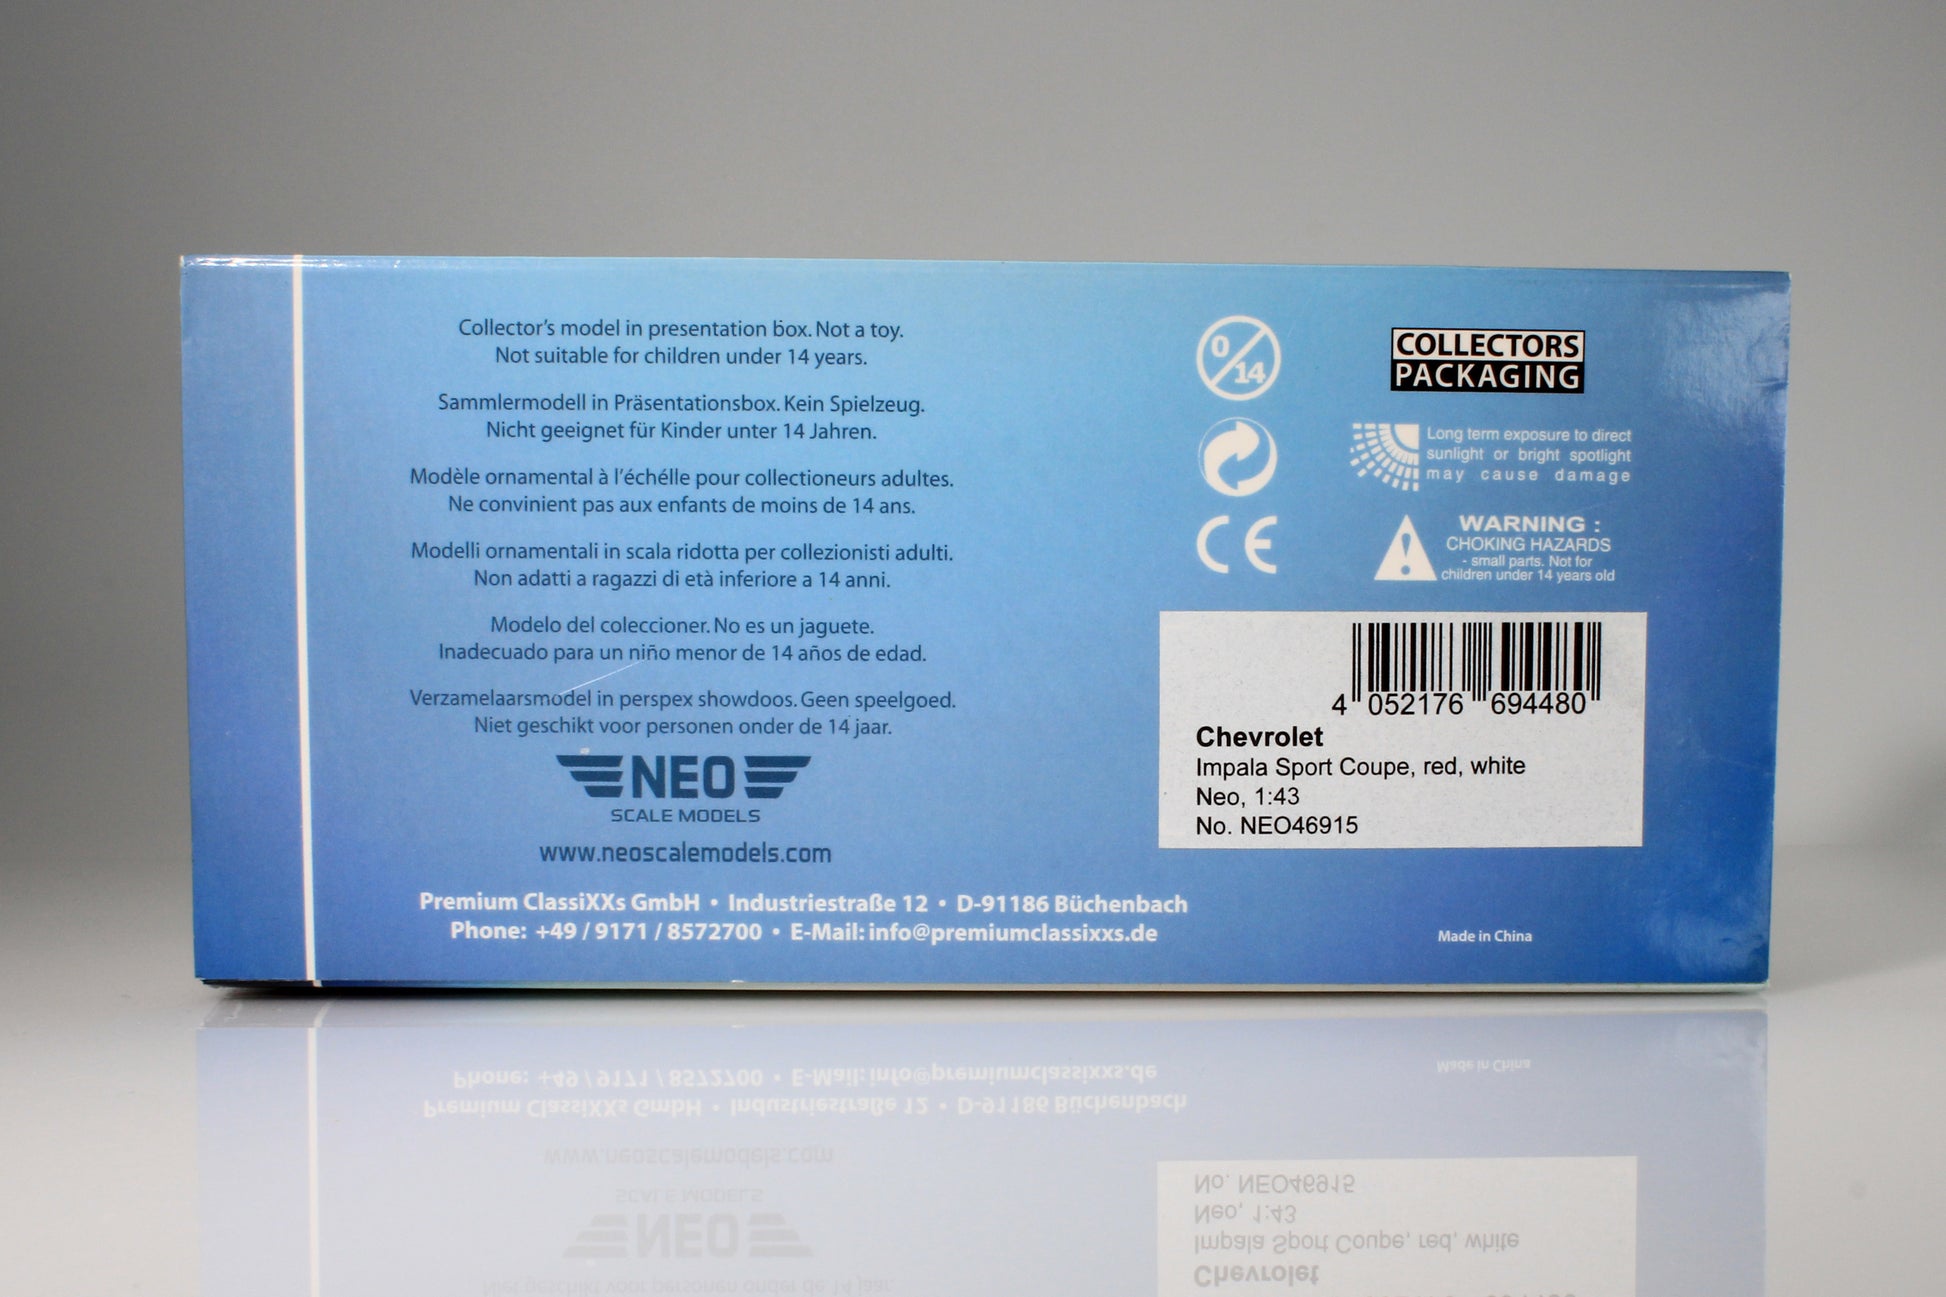 Collector's model in presentation box. Not a toy.
Not suitable for children under 14 years.
Sammlermodell in Präsentationsbox. Kein Spielzeug.
Nicht geeignet für Kinder unter 14 Jahren.
Modèle ornamental à l'échélle pour collectioneurs adultes.
Ne convinient pas aux enfants de moins de 14 ans.
Modelli ornamentali in scala ridotta per collezionisti adulti.
Non adatti a ragazzi di età inferiore a 14 anni.
Modelo del coleccioner. No es un jaguete.
Inadecuado para un niño menor de 14 años de edad.
Verzamelaarsmodel in perspex showdoos. Geen speelgoed.
Niet geschikt voor personen onder de 14 jaar.
NEO
SCALE MODELS
www.neoscalemodels.com
Premium ClassiXXs GmbH • Industriestraße 12 • D-91186 Büchenbach
Phone: +49 / 9171 / 8572700 • E-Mail: info@premiumclassixxs.de
0
14
CE
COLLECTORS
PACKAGING
Long term exposure to direct
sunlight or bright spotlight
may cause damage
WARNING :
CHOKING HAZARDS
- small parts. Not for
children under 14 years old
4 052176 694480
Chevrolet
Impala Sport Coupe, red, white
Neo, 1:43
No. NEO46915
Made in China